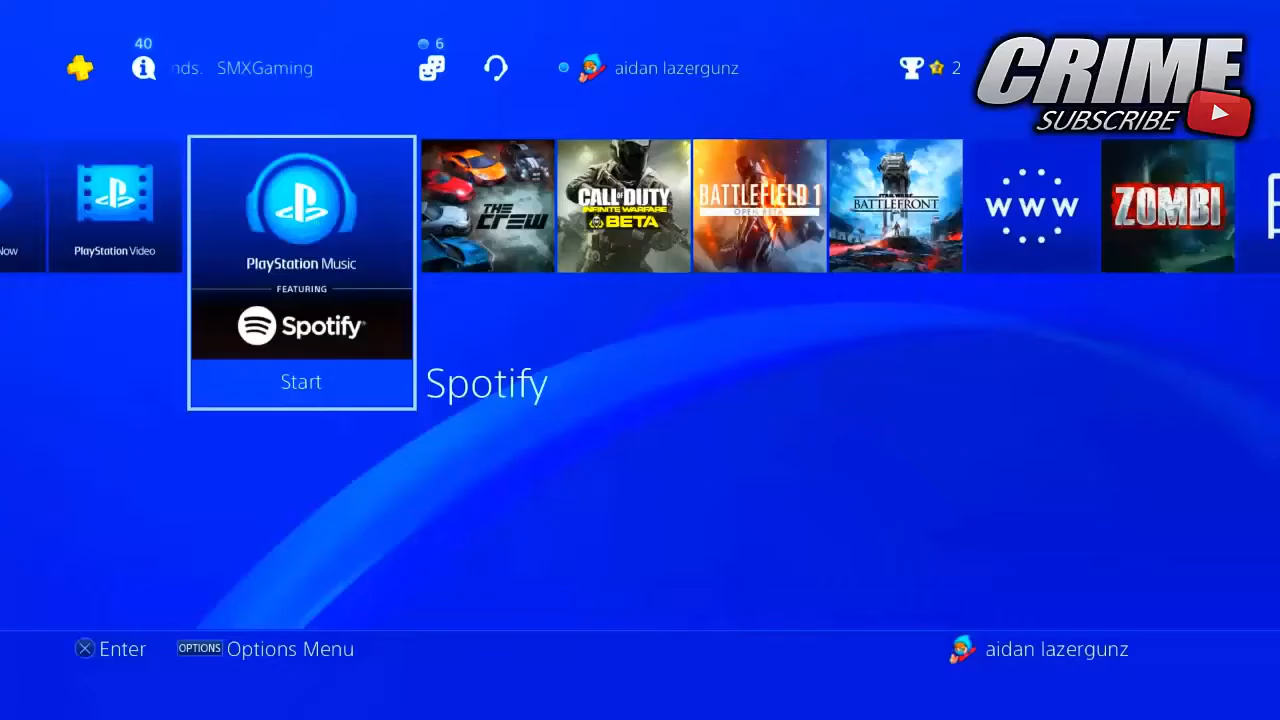 40
nds. SMXGaming
6
aidan lazergunz
2
CRIME
SUBSCRIBE
Now
PlayStation Video
PlayStation Music
FEATURING
Spotify
Start
Spotify
THE CREW
CALL OF DUTY
INFINITE WARFARE
BETA
BATTLEFIELD 1
OPEN BETA
STAR WARS
BATTLEFRONT
WWW
ZOMBI
Enter
OPTIONS Options Menu
aidan lazergunz